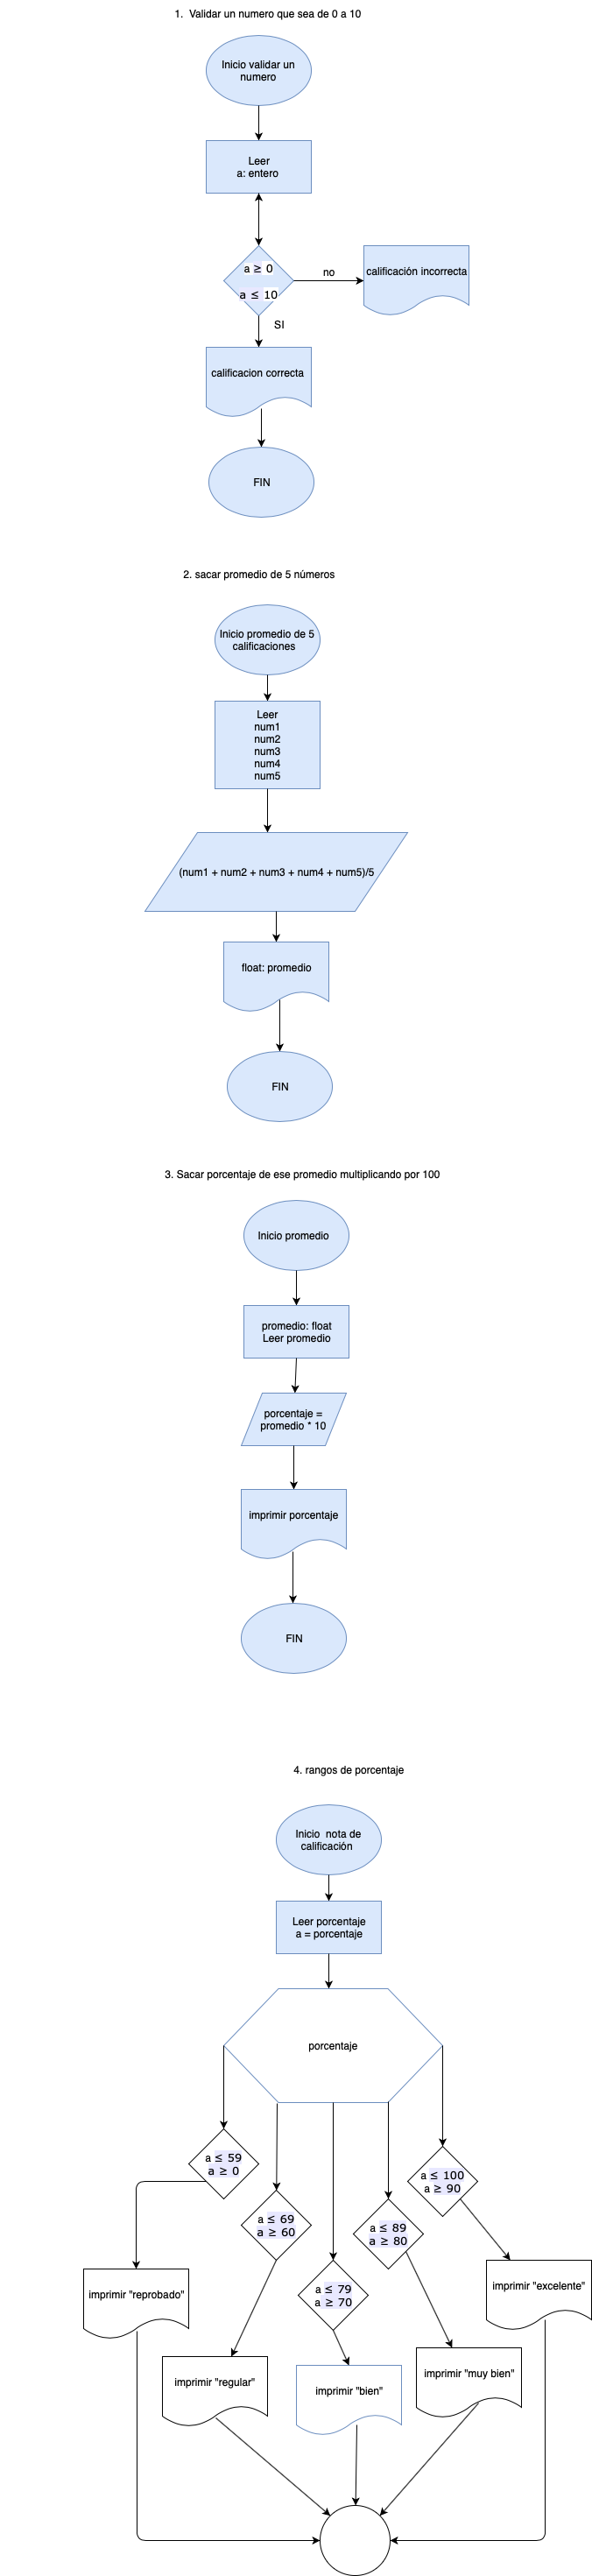 1. Validar un numero que sea de 0 a 10
Inicio validar un
numero
Leer
a: entero
a ≥ 0
a ≤ 10
no
calificación incorrecta
SI
calificacion correcta
FIN
2. sacar promedio de 5 números
Inicio promedio de 5
calificaciones
Leer
num1
num2
num3
num4
num5
(num1 + num2 + num3 + num4 + num5)/5
float: promedio
FIN
3. Sacar porcentaje de ese promedio multiplicando por 100
Inicio promedio
promedio: float
Leer promedio
porcentaje =
promedio * 10
imprimir porcentaje
FIN
4. rangos de porcentaje
Inicio nota de
calificación
Leer porcentaje
a = porcentaje
porcentaje
a ≤ 59
a ≥ 0
a ≤ 100
a ≥ 90
a ≤ 69
a ≥ 60
a ≤ 89
a ≥ 80
a ≤ 79
a ≥ 70
imprimir "reprobado"
imprimir "excelente"
imprimir "regular"
imprimir "bien"
imprimir "muy bien"